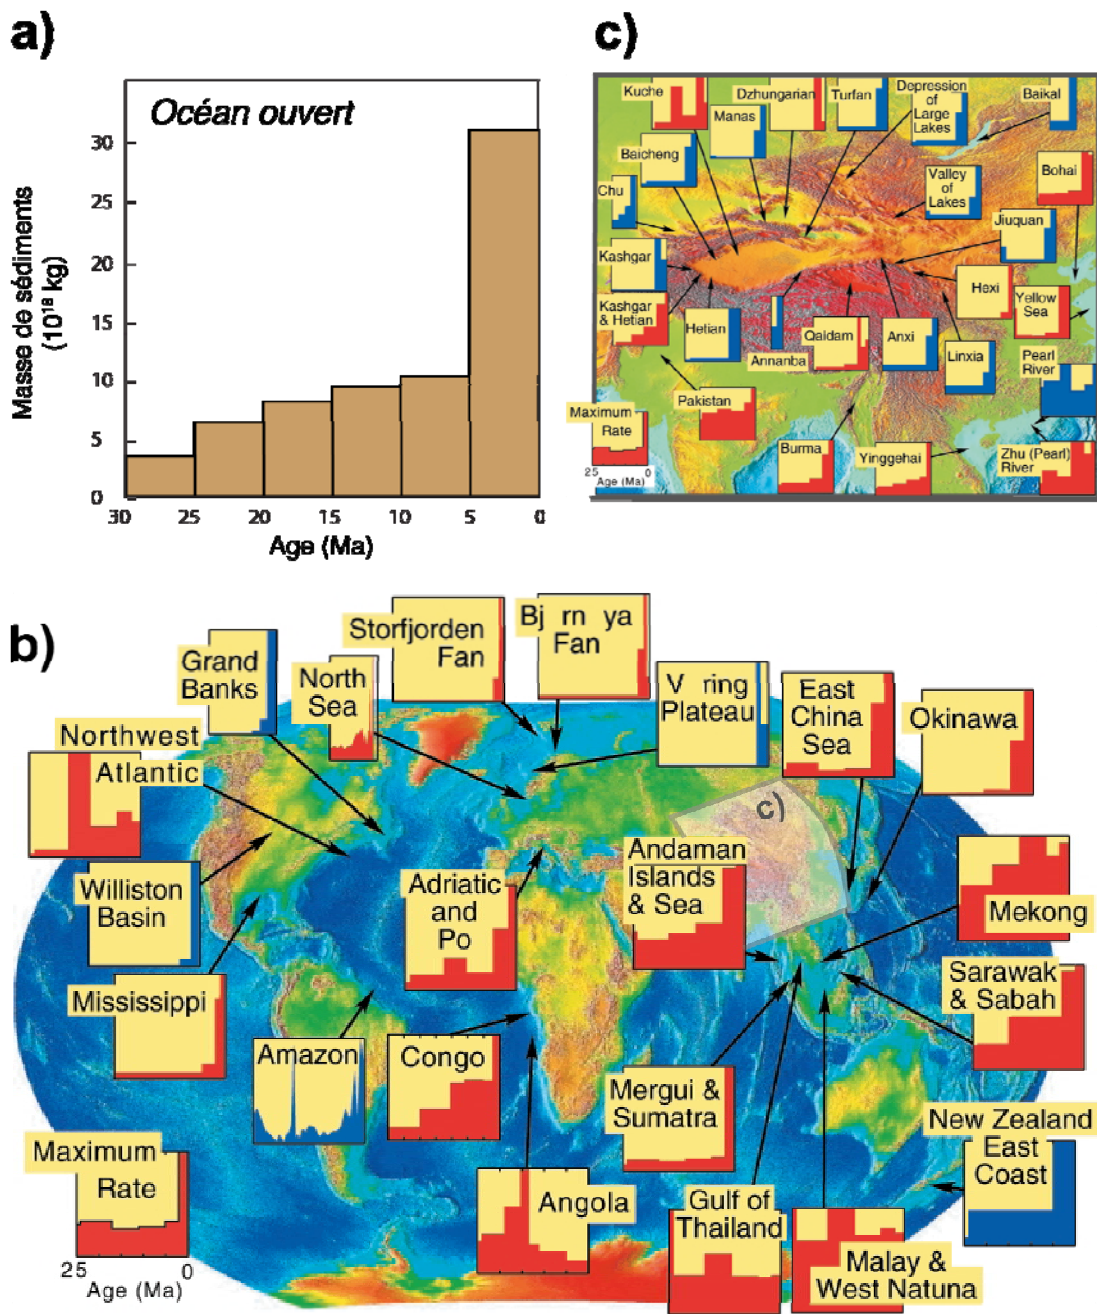 a)
Océan ouvert
Masse de sédiments
(10¹⁸ kg)
30
25
20
15
10
5
0
30
25
20
15
10
5
0
Age (Ma)
c)
Kuche
Dzhungarian
Turfan
Depression
of
Large
Lakes
Baikal
Manas
Baicheng
Bohai
Chu
Valley
of
Lakes
Jiuquan
Kashgar
Hexi
Yellow
Sea
Kashgar
& Hetian
Hetian
Annanba
Qaidam
Anxi
Linxia
Pearl
River
Pakistan
Maximum
Rate
25
0
Age (Ma)
Burma
Yinggehai
Zhu (Pearl)
River
b)
Storfjorden
Fan
Bj rn ya
Fan
Grand
Banks
North
Sea
V ring
Plateau
East
China
Sea
Okinawa
Northwest
Atlantic
c)
Andaman
Islands
& Sea
Williston
Basin
Adriatic
and
Po
Mekong
Mississippi
Sarawak
& Sabah
Amazon
Congo
Mergui &
Sumatra
New Zealand
East
Coast
Maximum
Rate
25
0
Age (Ma)
Angola
Gulf of
Thailand
Malay &
West Natuna